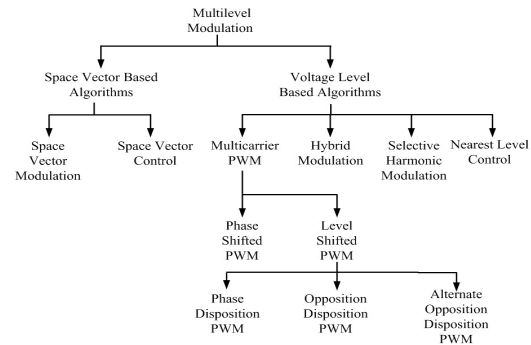 Multilevel
Modulation
Space Vector Based
Algorithms
Voltage Level
Based Algorithms
Space
Vector
Modulation
Space Vector
Control
Multicarrier
PWM
Hybrid
Modulation
Selective
Harmonic
Modulation
Nearest Level
Control
Phase
Shifted
PWM
Level
Shifted
PWM
Phase
Disposition
PWM
Opposition
Disposition
PWM
Alternate
Opposition
Disposition
PWM